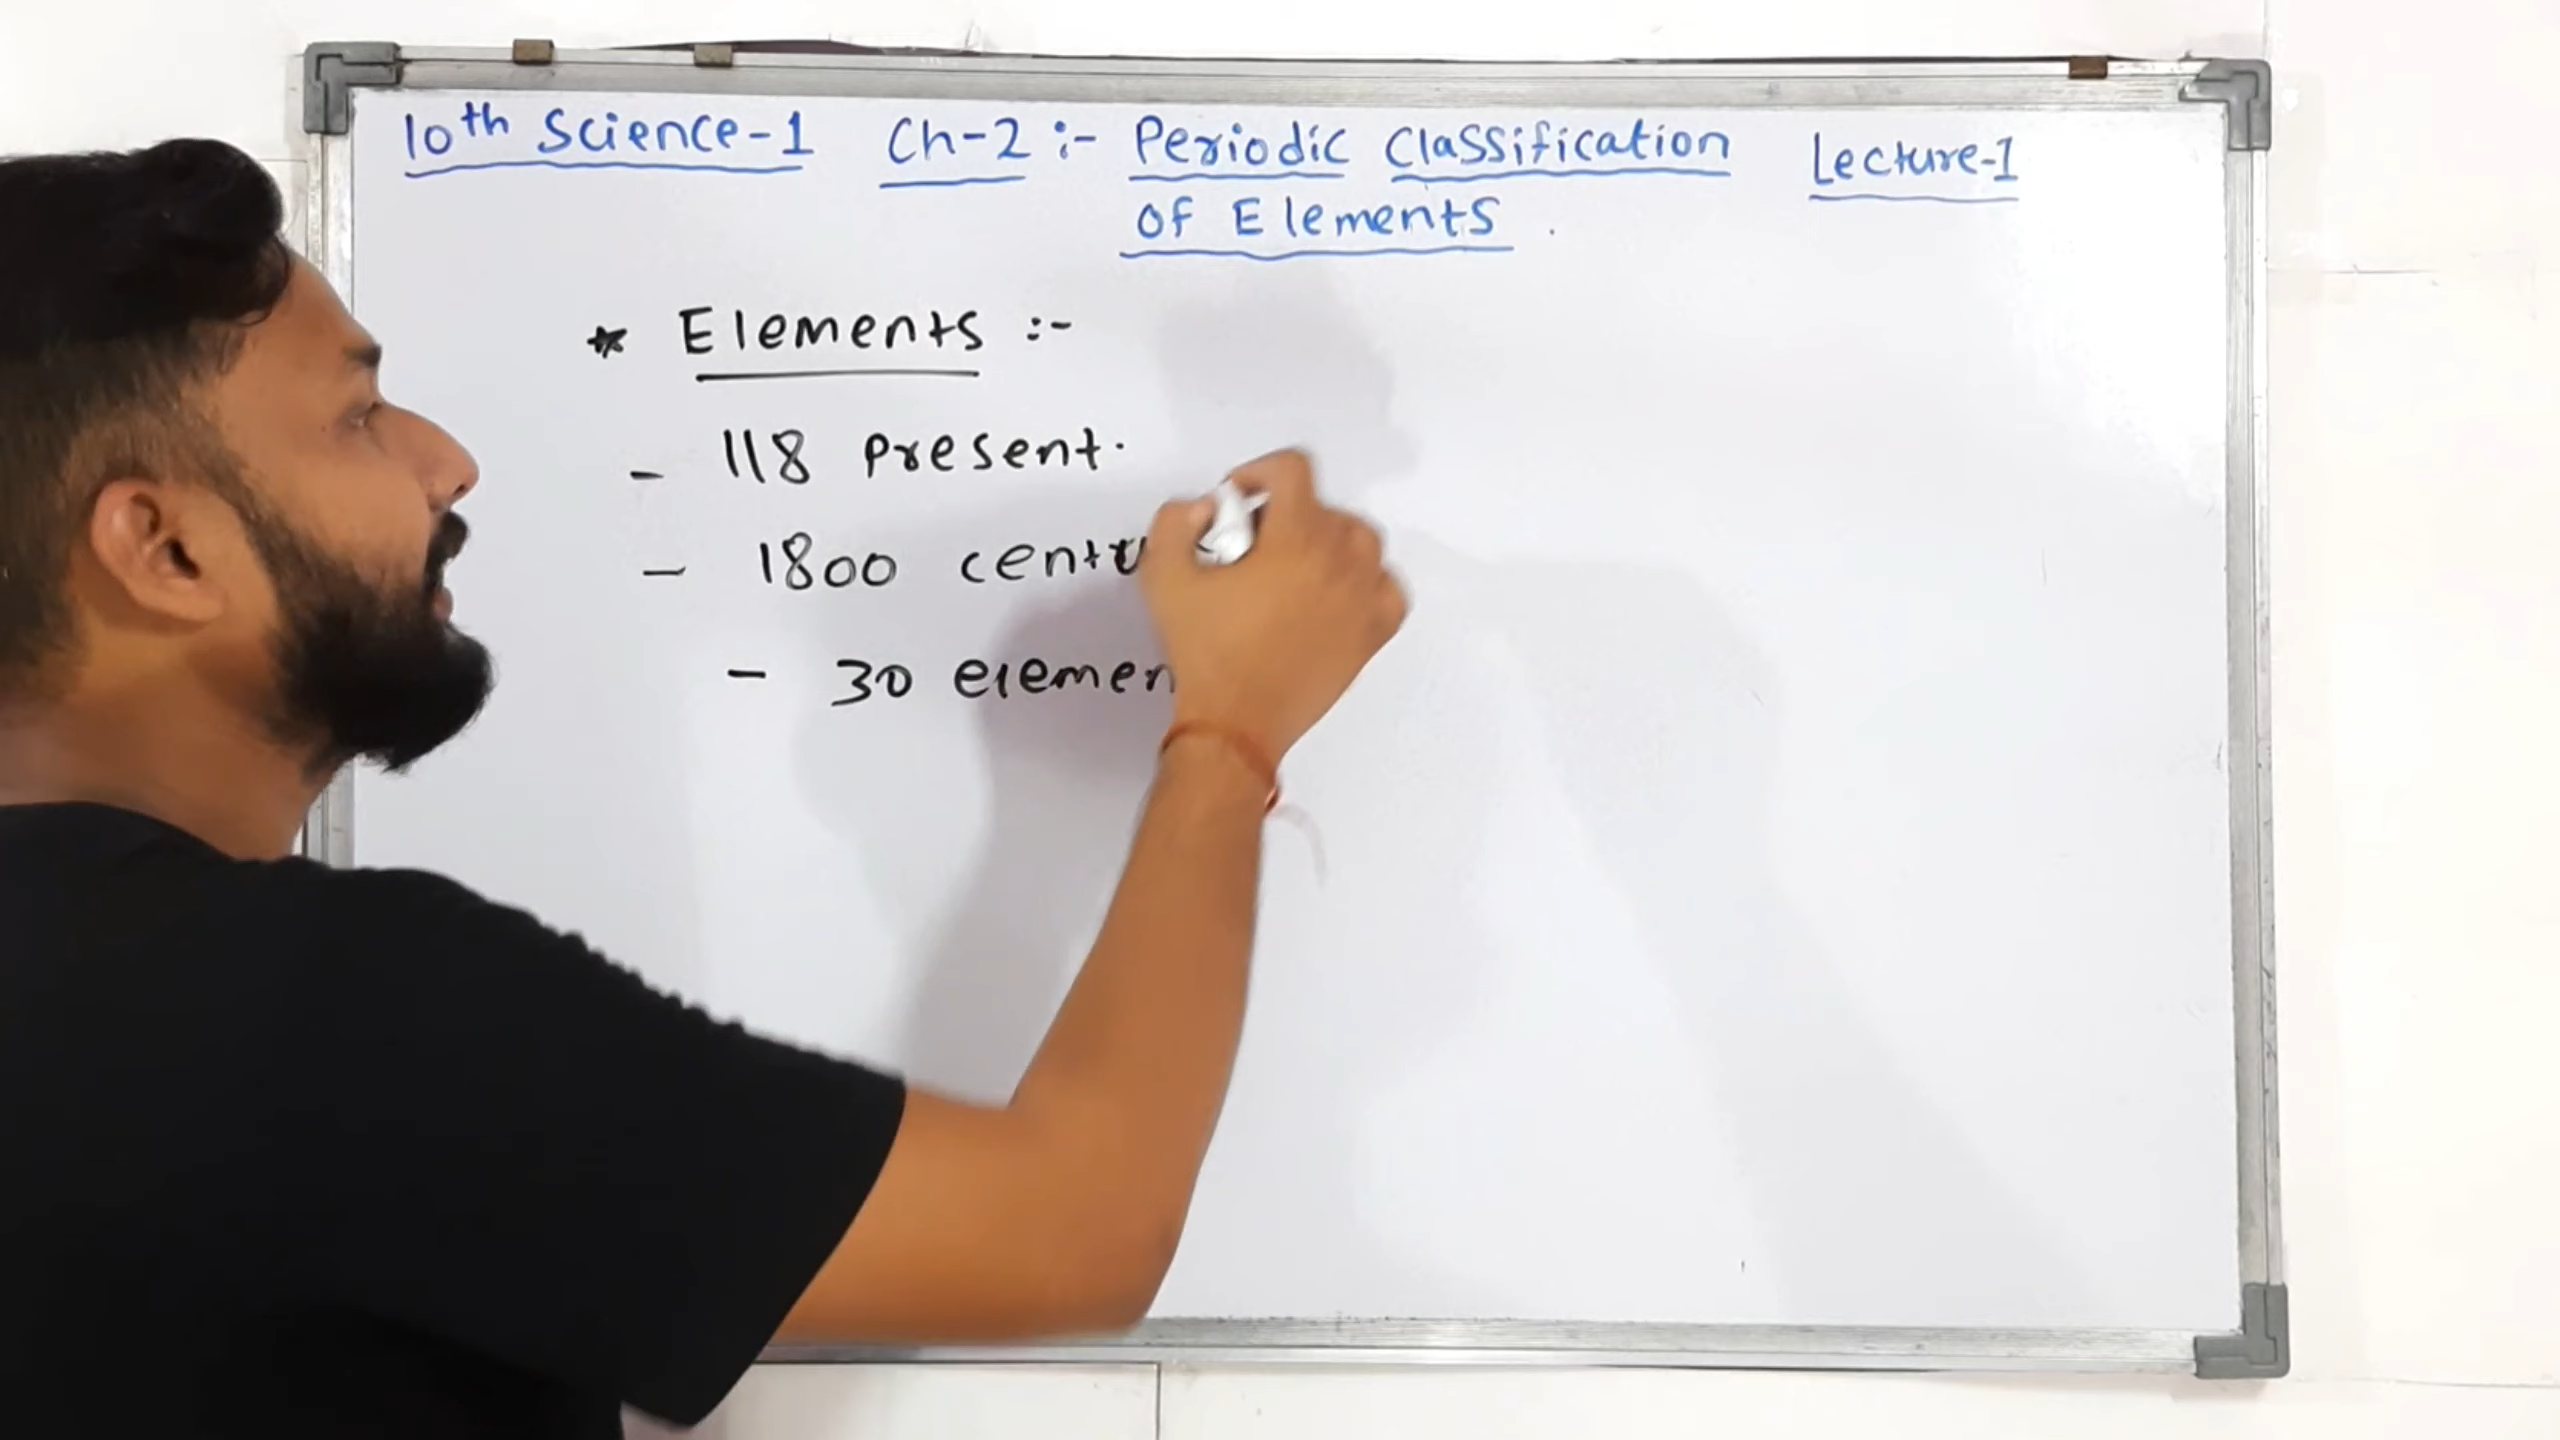 10th Science-1 Ch-2 :- Periodic Classification Lecture-1
of Elements .
* Elements :-
- 118 present.
- 1800
- 30